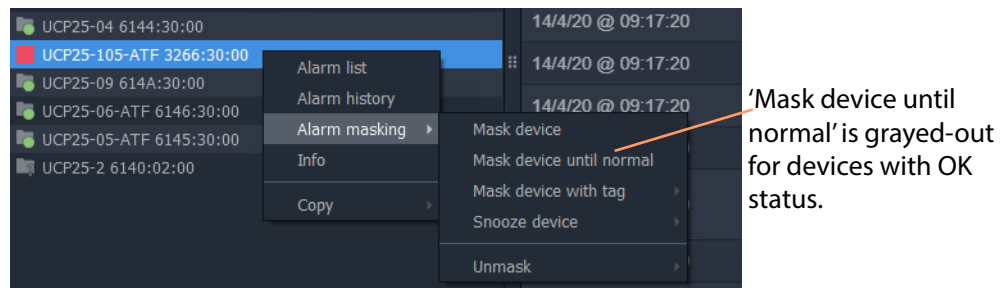 UCP25-04 6144:30:00
UCP25-105-ATF 3266:30:00
UCP25-09 614A:30:00
UCP25-06-ATF 6146:30:00
UCP25-05-ATF 6145:30:00
UCP25-2 6140:02:00
Alarm list
Alarm history
Alarm masking
Info
Copy
14/4/20 @ 09:17:20
14/4/20 @ 09:17:20
14/4/20 @ 09:17:20
Mask device
Mask device until normal
Mask device with tag
Snooze device
Unmask
‘Mask device until
normal’ is grayed-out
for devices with OK
status.